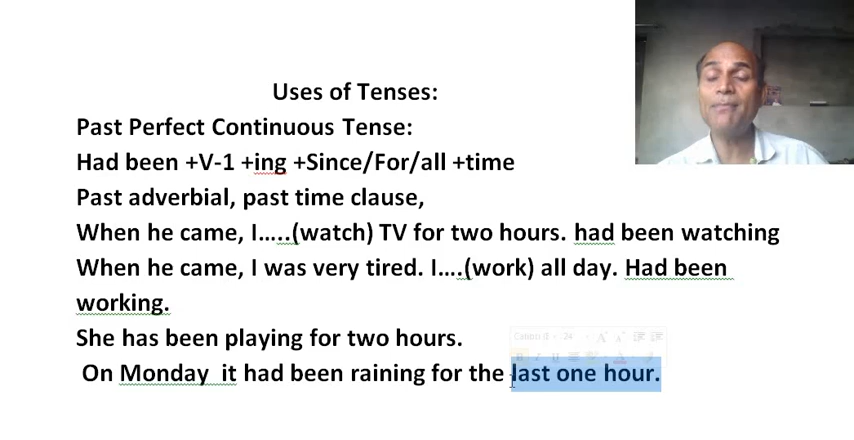 Uses of Tenses:
Past Perfect Continuous Tense:
Had been +V-1 +ing +Since/For/all +time
Past adverbial, past time clause,
When he came, I…..(watch) TV for two hours. had been watching
When he came, I was very tired. I….(work) all day. Had been
working.
She has been playing for two hours.
On Monday  it had been raining for the last one hour.